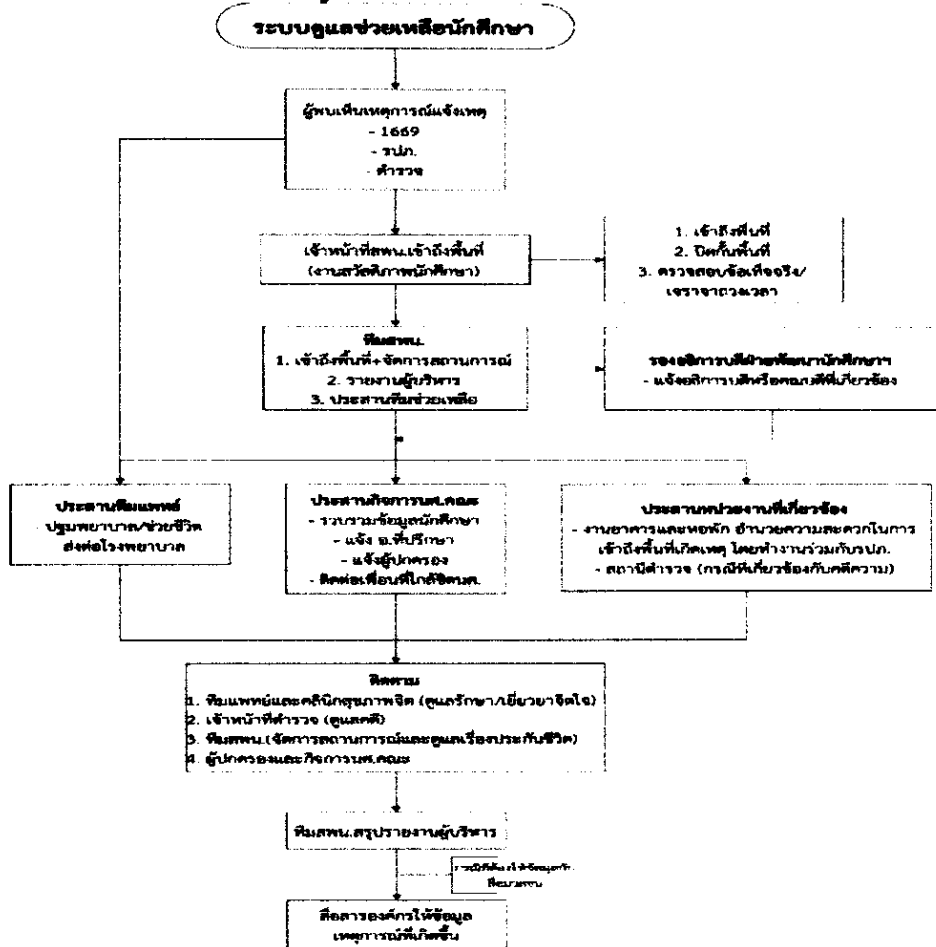 ระบบดูแลช่วยเหลือนักศึกษา
ผู้พบเห็นเหตุการณ์แจ้งเหตุ
- 1669
- รปภ.
- ตำรวจ
เจ้าหน้าที่สพน.เข้าถึงพื้นที่
(งานสวัสดิภาพนักศึกษา)
1. เข้าถึงพื้นที่
2. ปิดกั้นพื้นที่
3. ตรวจสอบข้อเท็จจริง/
เจรจาถ่วงเวลา
ทีมสพน.
1. เข้าถึงพื้นที่+จัดการสถานการณ์
2. รายงานผู้บริหาร
3. ประสานทีมช่วยเหลือ
รองอธิการบดีฝ่ายพัฒนานักศึกษาฯ
- แจ้งอธิการบดีหรือคณบดีที่เกี่ยวข้อง
ประสานทีมแพทย์
ปฐมพยาบาล/ช่วยชีวิต
ส่งต่อโรงพยาบาล
ประสานกิจการนศ.คณะ
- รวบรวมข้อมูลนักศึกษา
- แจ้ง อ.ที่ปรึกษา
- แจ้งผู้ปกครอง
- ติดต่อเพื่อนที่ใกล้ชิดนศ.
ประสานหน่วยงานที่เกี่ยวข้อง
- งานอาคารและหอพัก อำนวยความสะดวกในการ
เข้าถึงพื้นที่เกิดเหตุ โดยทำงานร่วมกับรปภ.
- สถานีตำรวจ (กรณีที่เกี่ยวข้องกับคดีความ)
ติดตาม
1. ทีมแพทย์และคลินิกสุขภาพจิต (ดูแลรักษา/เยียวยาจิตใจ)
2. เจ้าหน้าที่ตำรวจ (ดูแลคดี)
3. ทีมสพน.(จัดการสถานการณ์และดูแลเรื่องประกันชีวิต)
4. ผู้ปกครองและกิจการนศ.คณะ
ทีมสพน.สรุปรายงานผู้บริหาร
กรณีที่ต้องให้ข้อมูลกับ
สื่อมวลชน
สื่อสารองค์กรให้ข้อมูล
เหตุการณ์ที่เกิดขึ้น